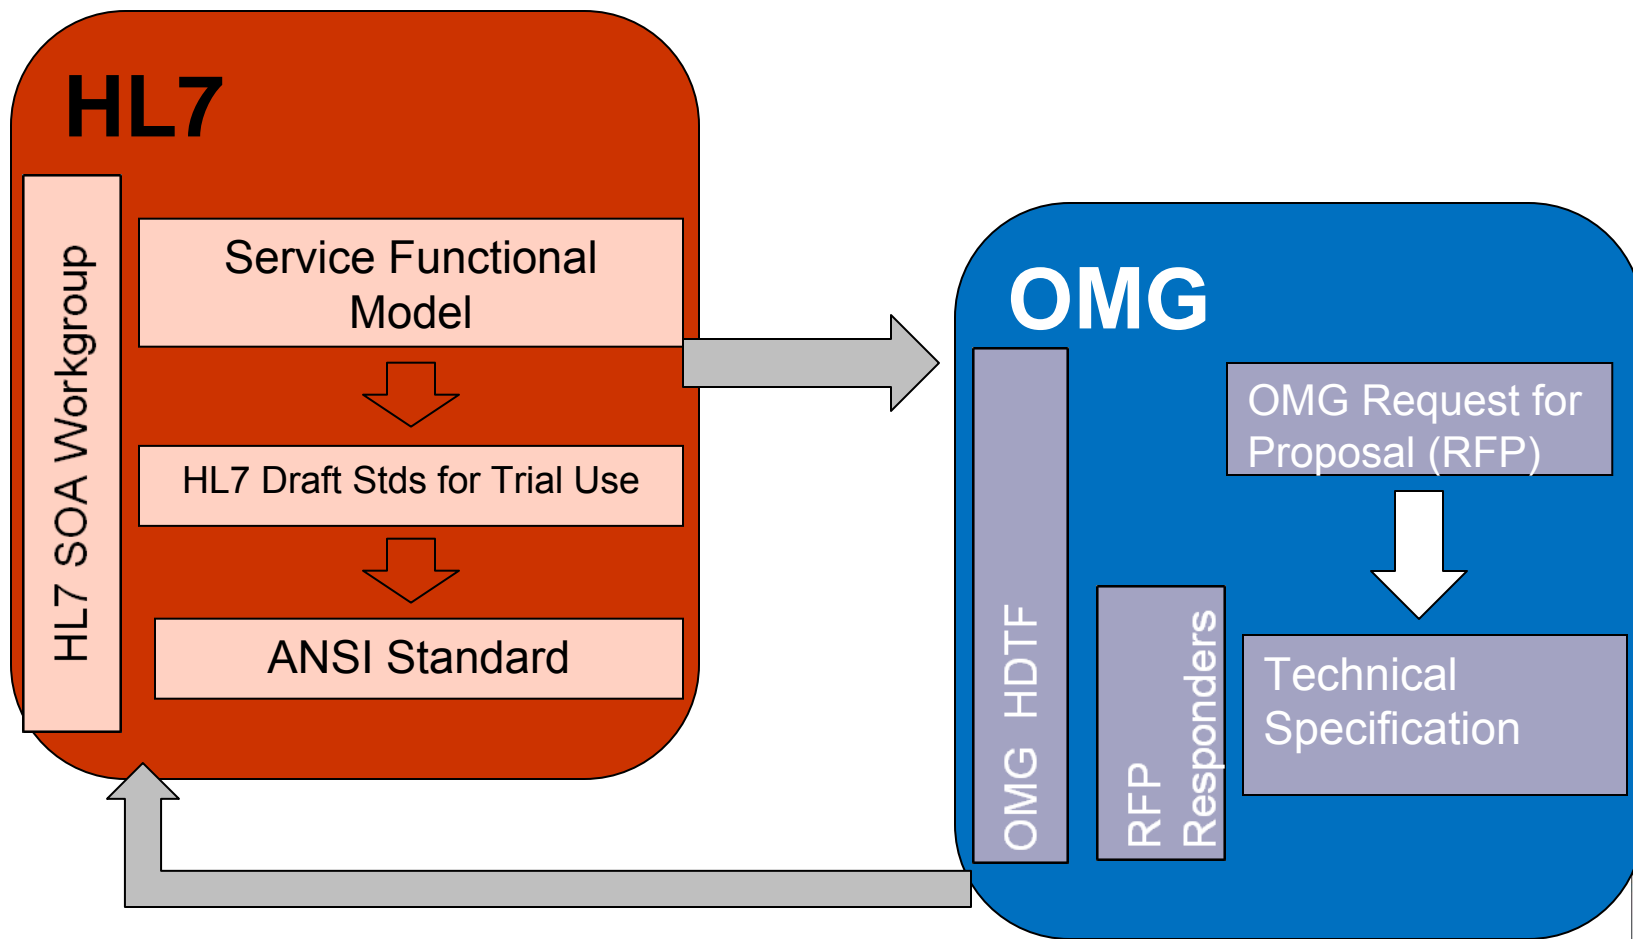 HL7
HL7 SOA Workgroup
Service Functional
Model
HL7 Draft Stds for Trial Use
ANSI Standard
OMG
OMG HDTF
RFP
Responders
OMG Request for
Proposal (RFP)
Technical
Specification